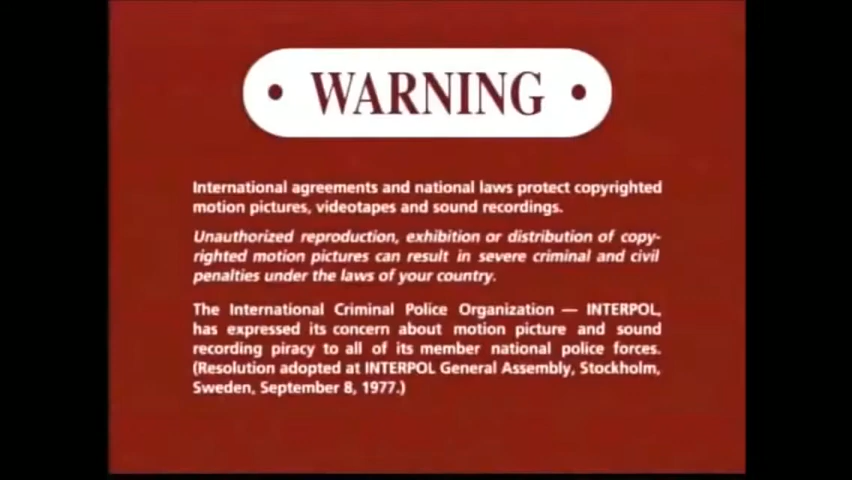 • WARNING •
International agreements and national laws protect copyrighted
motion pictures, videotapes and sound recordings.
Unauthorized reproduction, exhibition or distribution of copy-
righted motion pictures can result in severe criminal and civil
penalties under the laws of your country.
The International Criminal Police Organization — INTERPOL,
has expressed its concern about motion picture and sound
recording piracy to all of its member national police forces.
(Resolution adopted at INTERPOL General Assembly, Stockholm,
Sweden, September 8, 1977.)